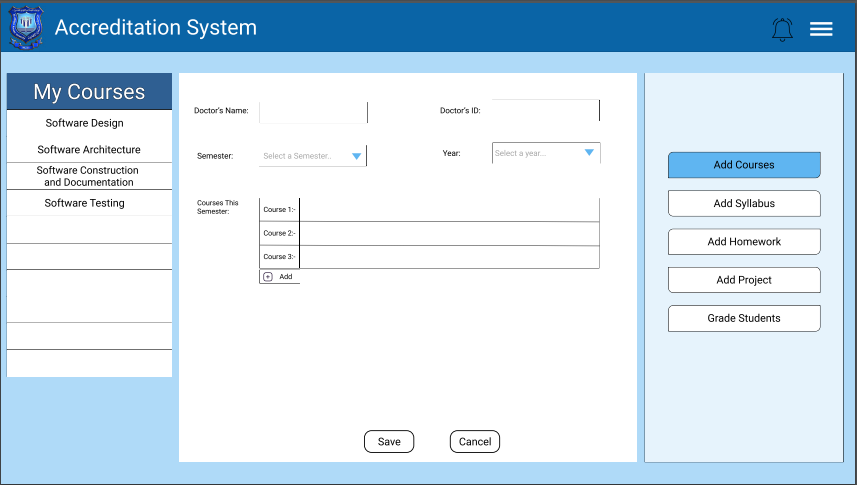 Accreditation System
My Courses
Software Design
Software Architecture
Software Construction
and Documentation
Software Testing
Doctor's Name:
Doctor's ID:
Semester:
Select a Semester..
Year:
Select a year...
Courses This
Semester:
Course 1:-
Course 2:-
Course 3:-
Add
Save
Cancel
Add Courses
Add Syllabus
Add Homework
Add Project
Grade Students